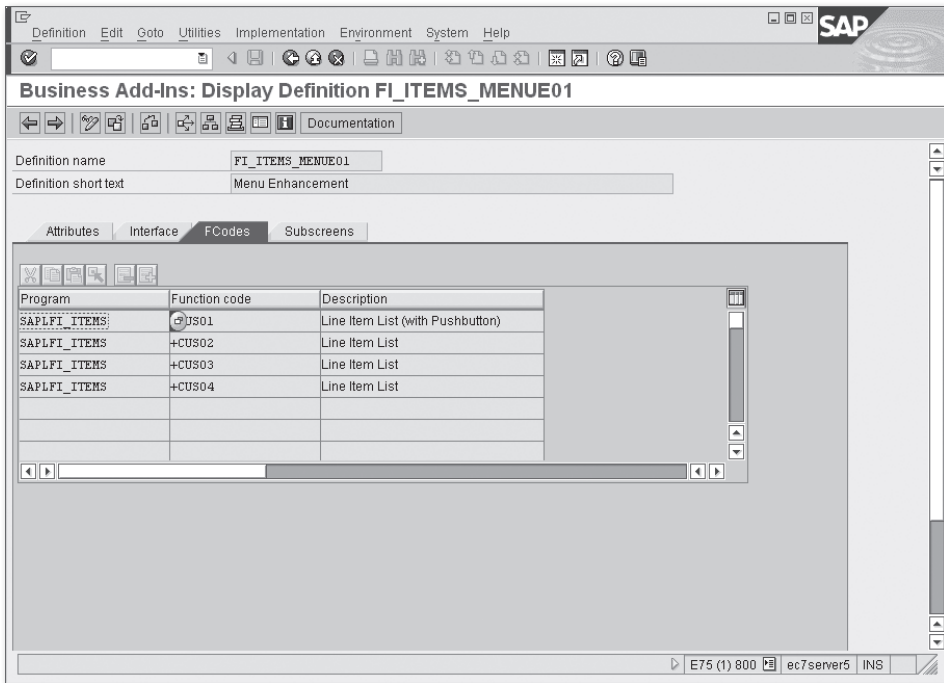 Definition Edit Goto Utilities Implementation Environment System Help
SAP
Business Add-Ins: Display Definition FI_ITEMS_MENUE01
Documentation
Definition name FI_ITEMS_MENUE01
Definition short text Menu Enhancement
Attributes Interface FCodes Subscreens
Program Function code Description
SAPLFI_ITEMS US01 Line Item List (with Pushbutton)
SAPLFI_ITEMS +CUS02 Line Item List
SAPLFI_ITEMS +CUS03 Line Item List
SAPLFI_ITEMS +CUS04 Line Item List
E75 (1) 800 ec7server5 INS